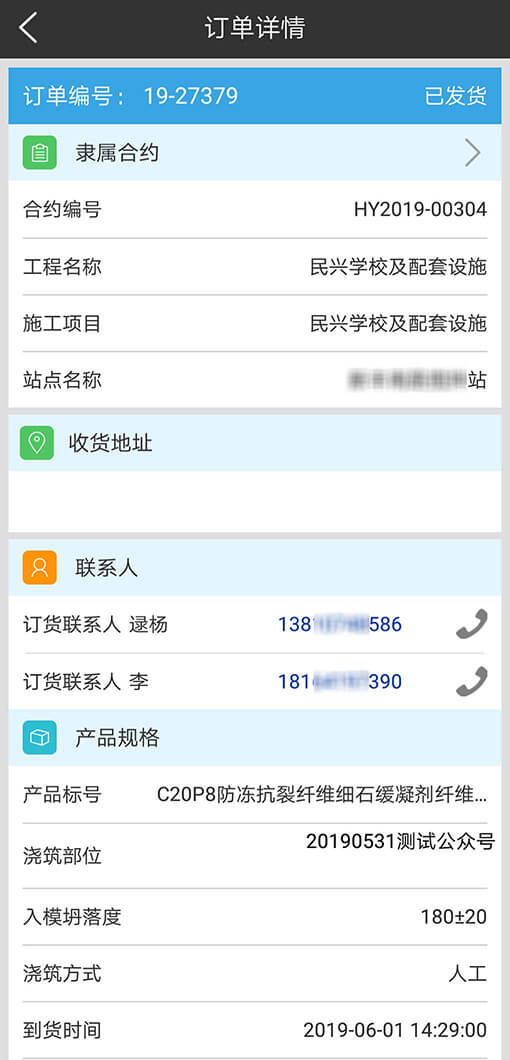 订单详情
订单编号： 19-27379 已发货
隶属合约
合约编号 HY2019-00304
工程名称 民兴学校及配套设施
施工项目 民兴学校及配套设施
站点名称 站
收货地址
联系人
订货联系人 逯杨 138 586
订货联系人 李 181 390
产品规格
产品标号 C20P8防冻抗裂纤维细石缓凝剂纤维...
浇筑部位 20190531测试公众号
入模坍落度 180±20
浇筑方式 人工
到货时间 2019-06-01 14:29:00